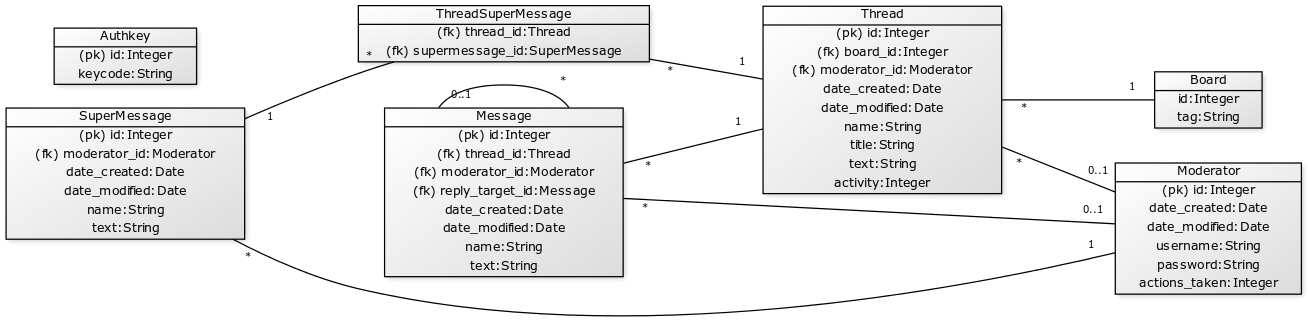 Authkey
(pk) id:Integer
keycode:String
ThreadSuperMessage
(fk) thread_id:Thread
(fk) supermessage_id:SuperMessage
*
1
SuperMessage
(pk) id:Integer
(fk) moderator_id:Moderator
date_created:Date
date_modified:Date
name:String
text:String
*
*
0..1
Message
(pk) id:Integer
(fk) thread_id:Thread
(fk) moderator_id:Moderator
(fk) reply_target_id:Message
date_created:Date
date_modified:Date
name:String
text:String
*
1
*
1
*
Thread
(pk) id:Integer
(fk) board_id:Integer
(fk) moderator_id:Moderator
date_created:Date
date_modified:Date
name:String
title:String
text:String
activity:Integer
*
1
*
0..1
0..1
1
Board
id:Integer
tag:String
Moderator
(pk) id:Integer
date_created:Date
date_modified:Date
username:String
password:String
actions_taken:Integer